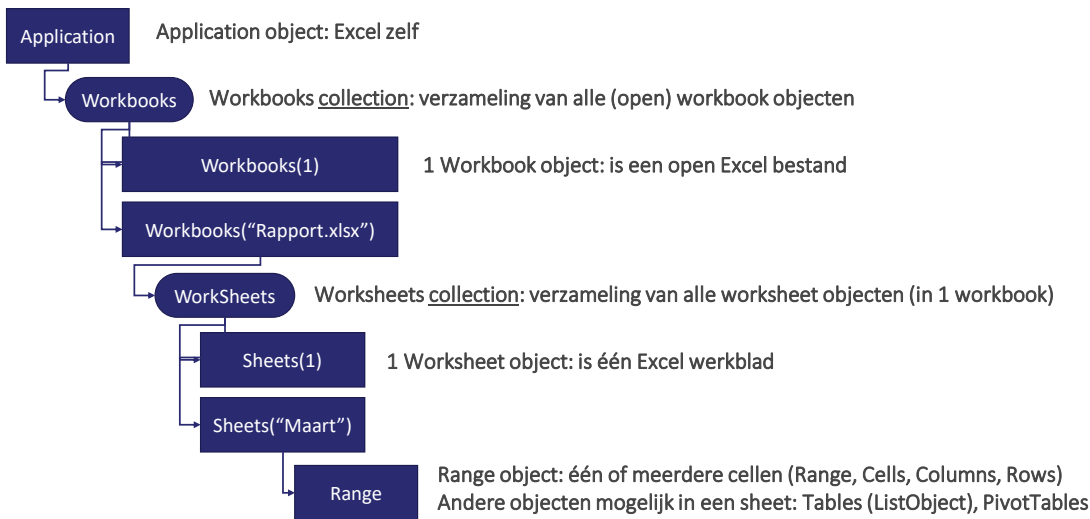 Application
Application object: Excel zelf
Workbooks
Workbooks collection: verzameling van alle (open) workbook objecten
Workbooks(1)
1 Workbook object: is een open Excel bestand
Workbooks(“Rapport.xlsx”)
WorkSheets
Worksheets collection: verzameling van alle worksheet objecten (in 1 workbook)
Sheets(1)
1 Worksheet object: is één Excel werkblad
Sheets(“Maart”)
Range
Range object: één of meerdere cellen (Range, Cells, Columns, Rows)
Andere objecten mogelijk in een sheet: Tables (ListObject), PivotTables